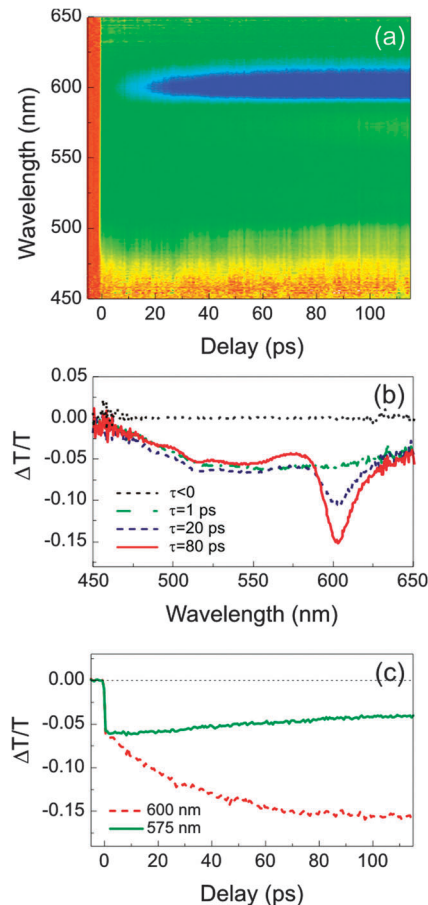 (a)
650
600
550
500
450
Wavelength (nm)
0 20 40 60 80 100
Delay (ps)
(b)
0.05
0.00
-0.05
-0.10
-0.15
ΔT/T
τ<0
τ=1 ps
τ=20 ps
τ=80 ps
450 500 550 600 650
Wavelength (nm)
(c)
0.00
-0.05
-0.10
-0.15
ΔT/T
600 nm
575 nm
0 20 40 60 80 100
Delay (ps)